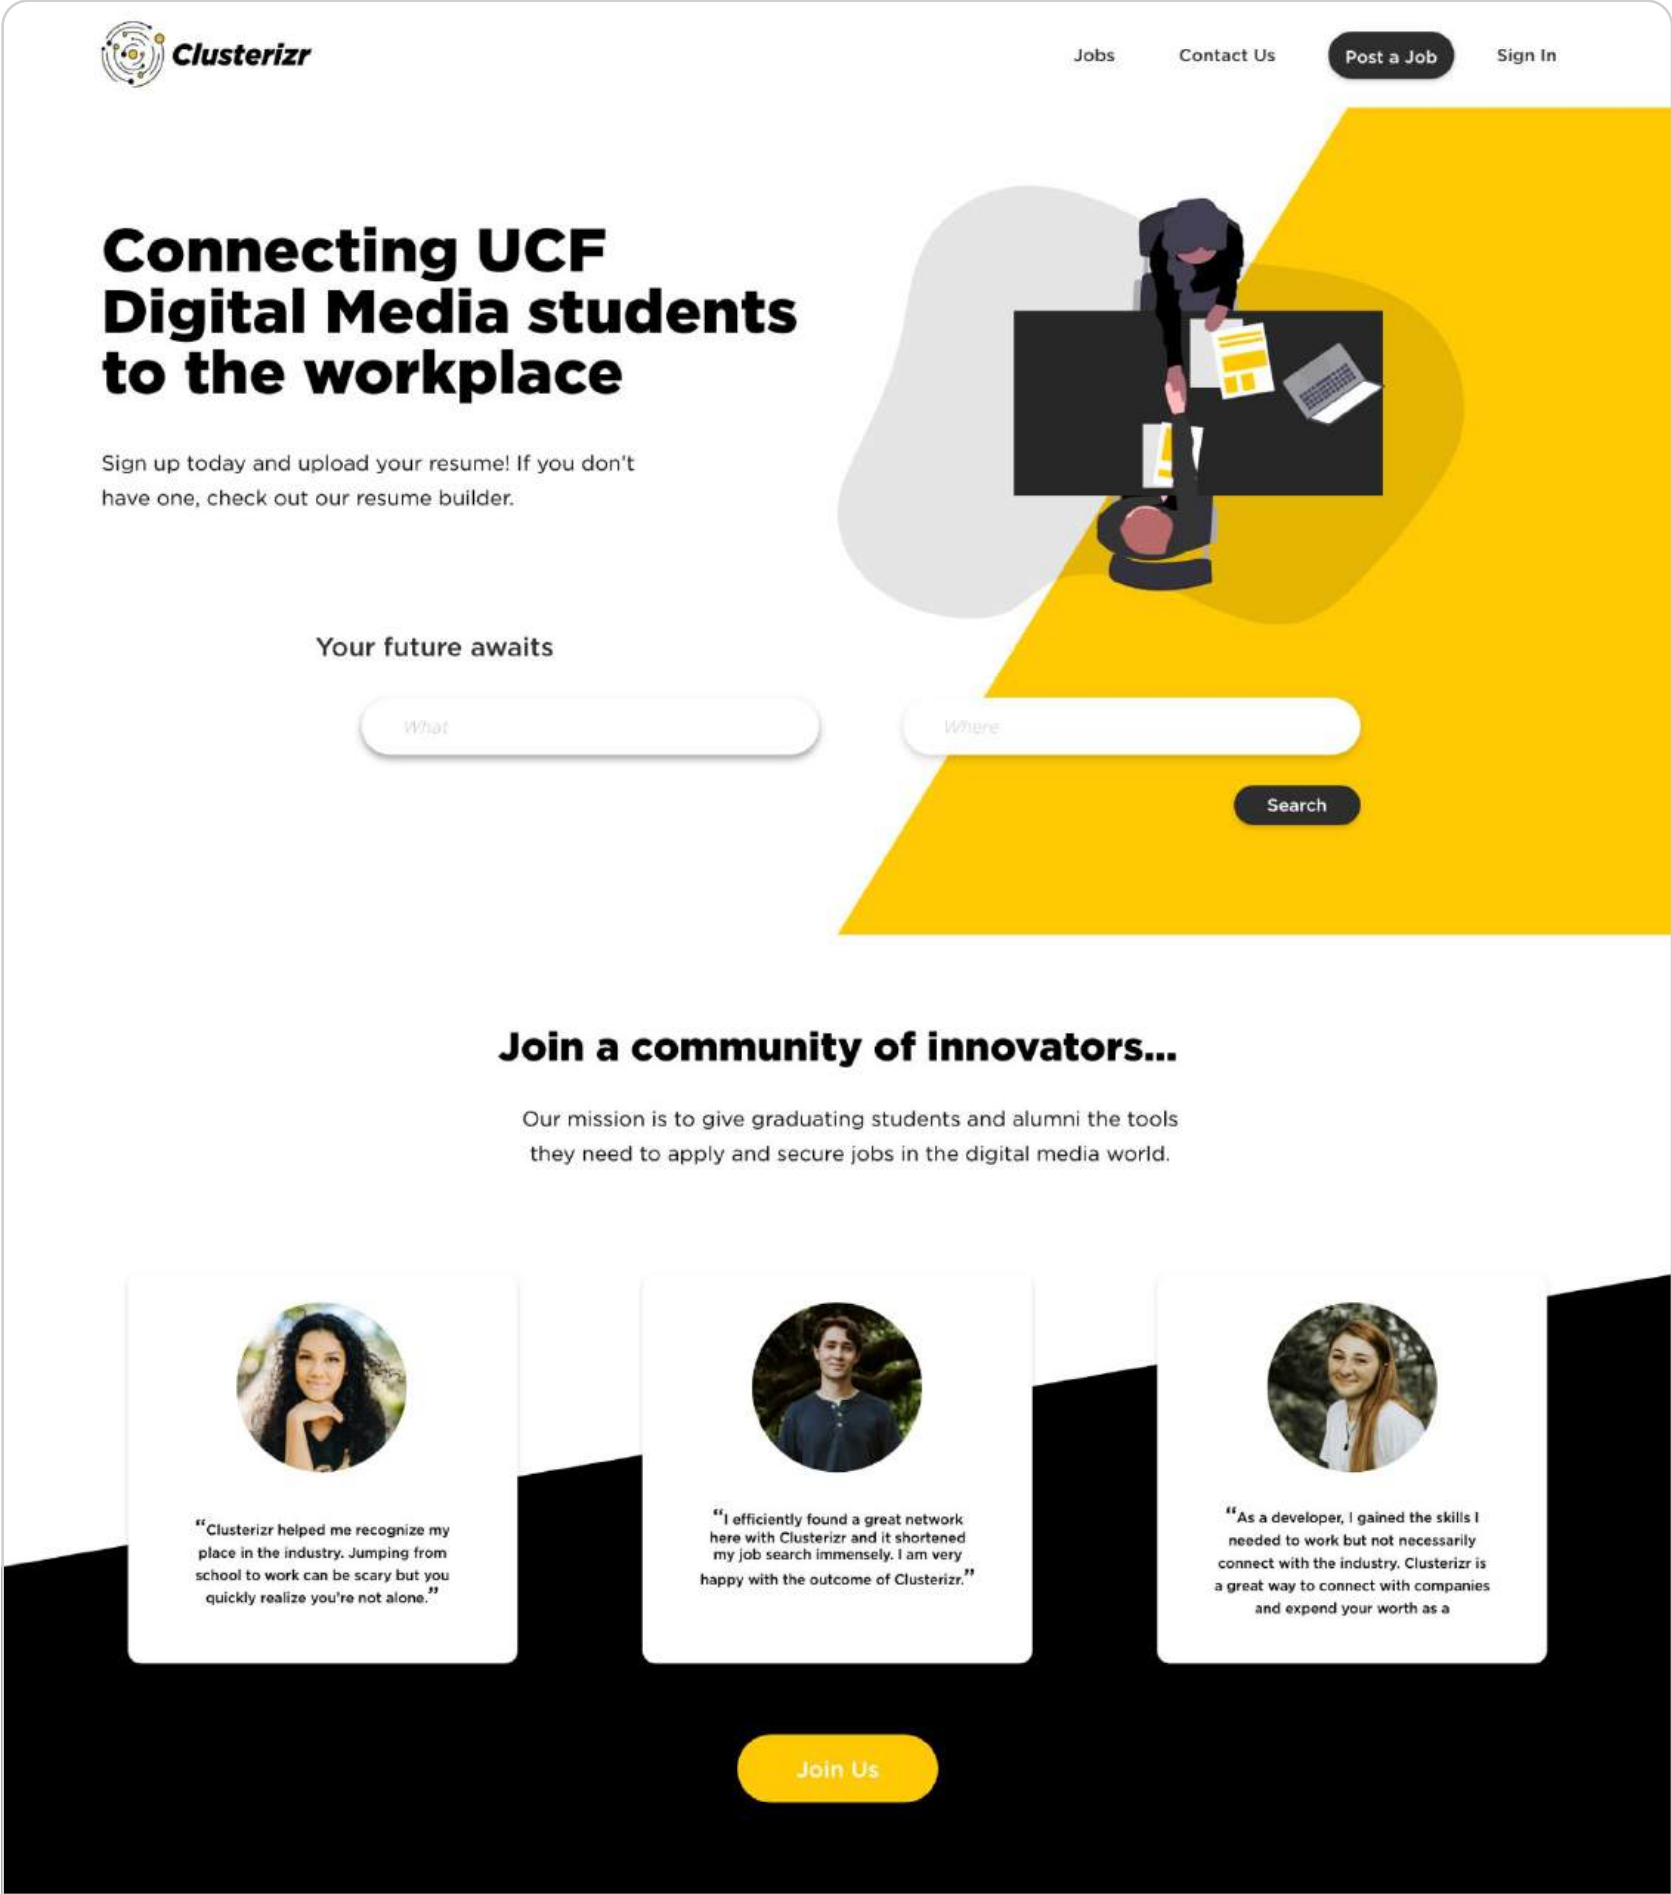 Clusterizr
Jobs
Contact Us
Post a Job
Sign In
Connecting UCF
Digital Media students
to the workplace
Sign up today and upload your resume! If you don't
have one, check out our resume builder.
Your future awaits
What
Where
Search
Join a community of innovators...
Our mission is to give graduating students and alumni the tools
they need to apply and secure jobs in the digital media world.
“Clusterizr helped me recognize my
place in the industry. Jumping from
school to work can be scary but you
quickly realize you're not alone.”
“I efficiently found a great network
here with Clusterizr and it shortened
my job search immensely. I am very
happy with the outcome of Clusterizr.”
“As a developer, I gained the skills I
needed to work but not necessarily
connect with the industry. Clusterizr is
a great way to connect with companies
and expend your worth as a
Join Us